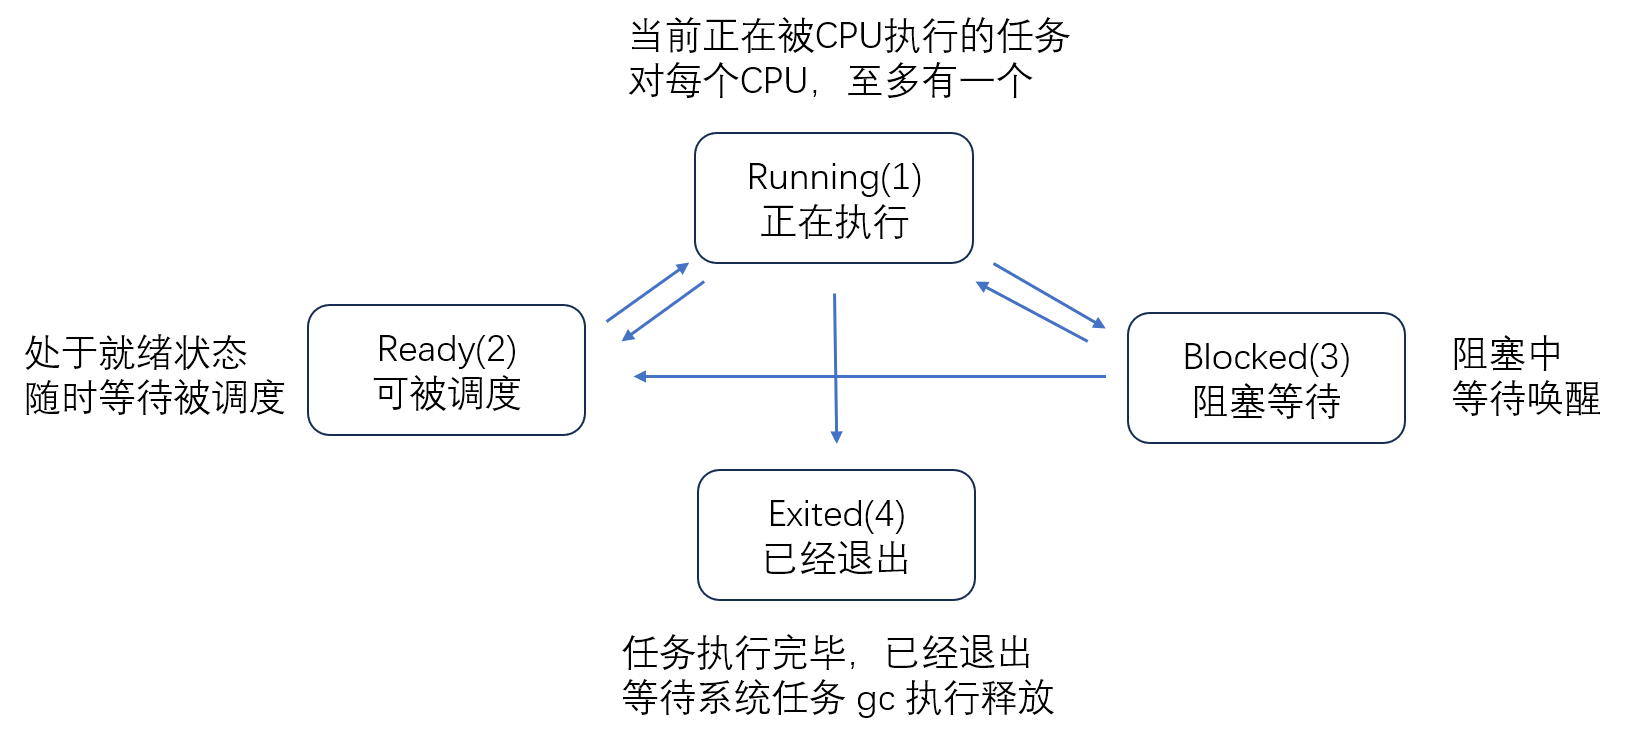 当前正在被CPU执行的任务
对每个CPU，至多有一个
Running(1)
正在执行
处于就绪状态
随时等待被调度
Ready(2)
可被调度
Blocked(3)
阻塞等待
阻塞中
等待唤醒
Exited(4)
已经退出
任务执行完毕，已经退出
等待系统任务 gc 执行释放